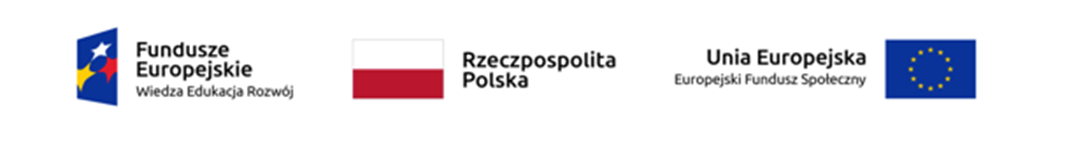 Fundusze
Europejskie
Wiedza Edukacja Rozwój
Rzeczpospolita
Polska
Unia Europejska
Europejski Fundusz Społeczny